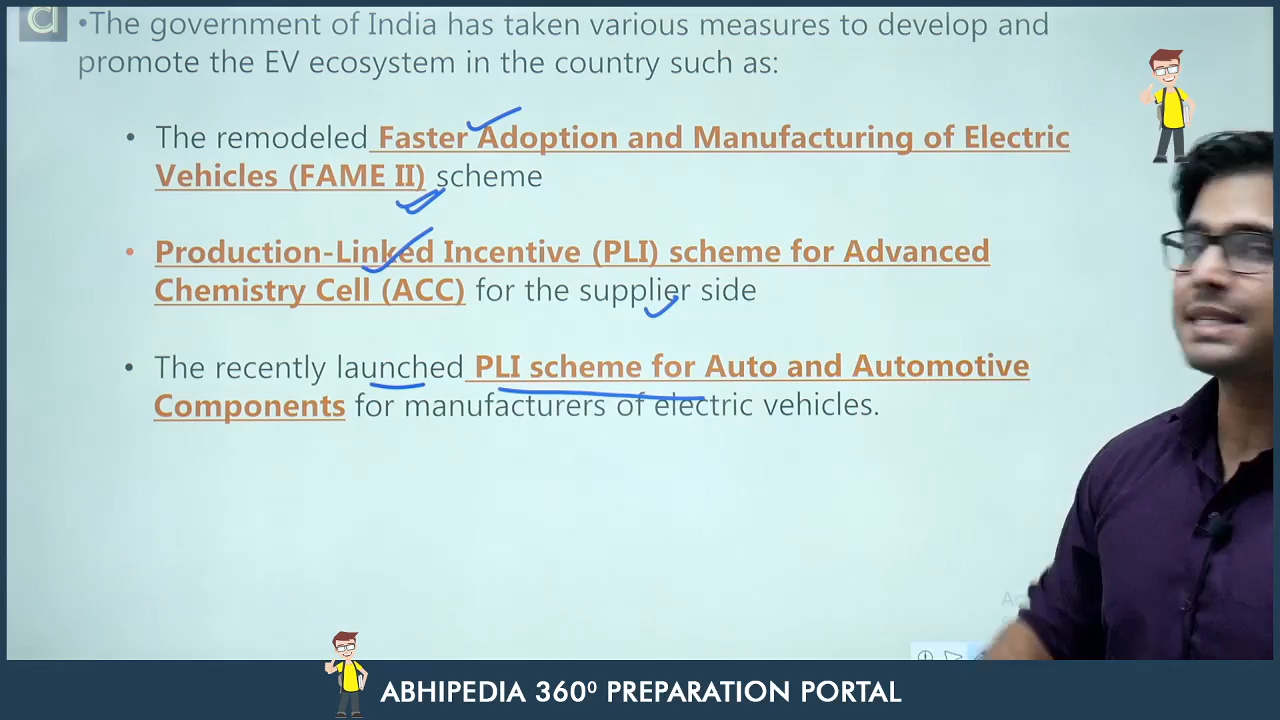 •The government of India has taken various measures to develop and
promote the EV ecosystem in the country such as:
• The remodeled Faster Adoption and Manufacturing of Electric
Vehicles (FAME II) scheme
• Production-Linked Incentive (PLI) scheme for Advanced
Chemistry Cell (ACC) for the supplier side
• The recently launched PLI scheme for Auto and Automotive
Components for manufacturers of electric vehicles.
ABHIPEDIA 360⁰ PREPARATION PORTAL